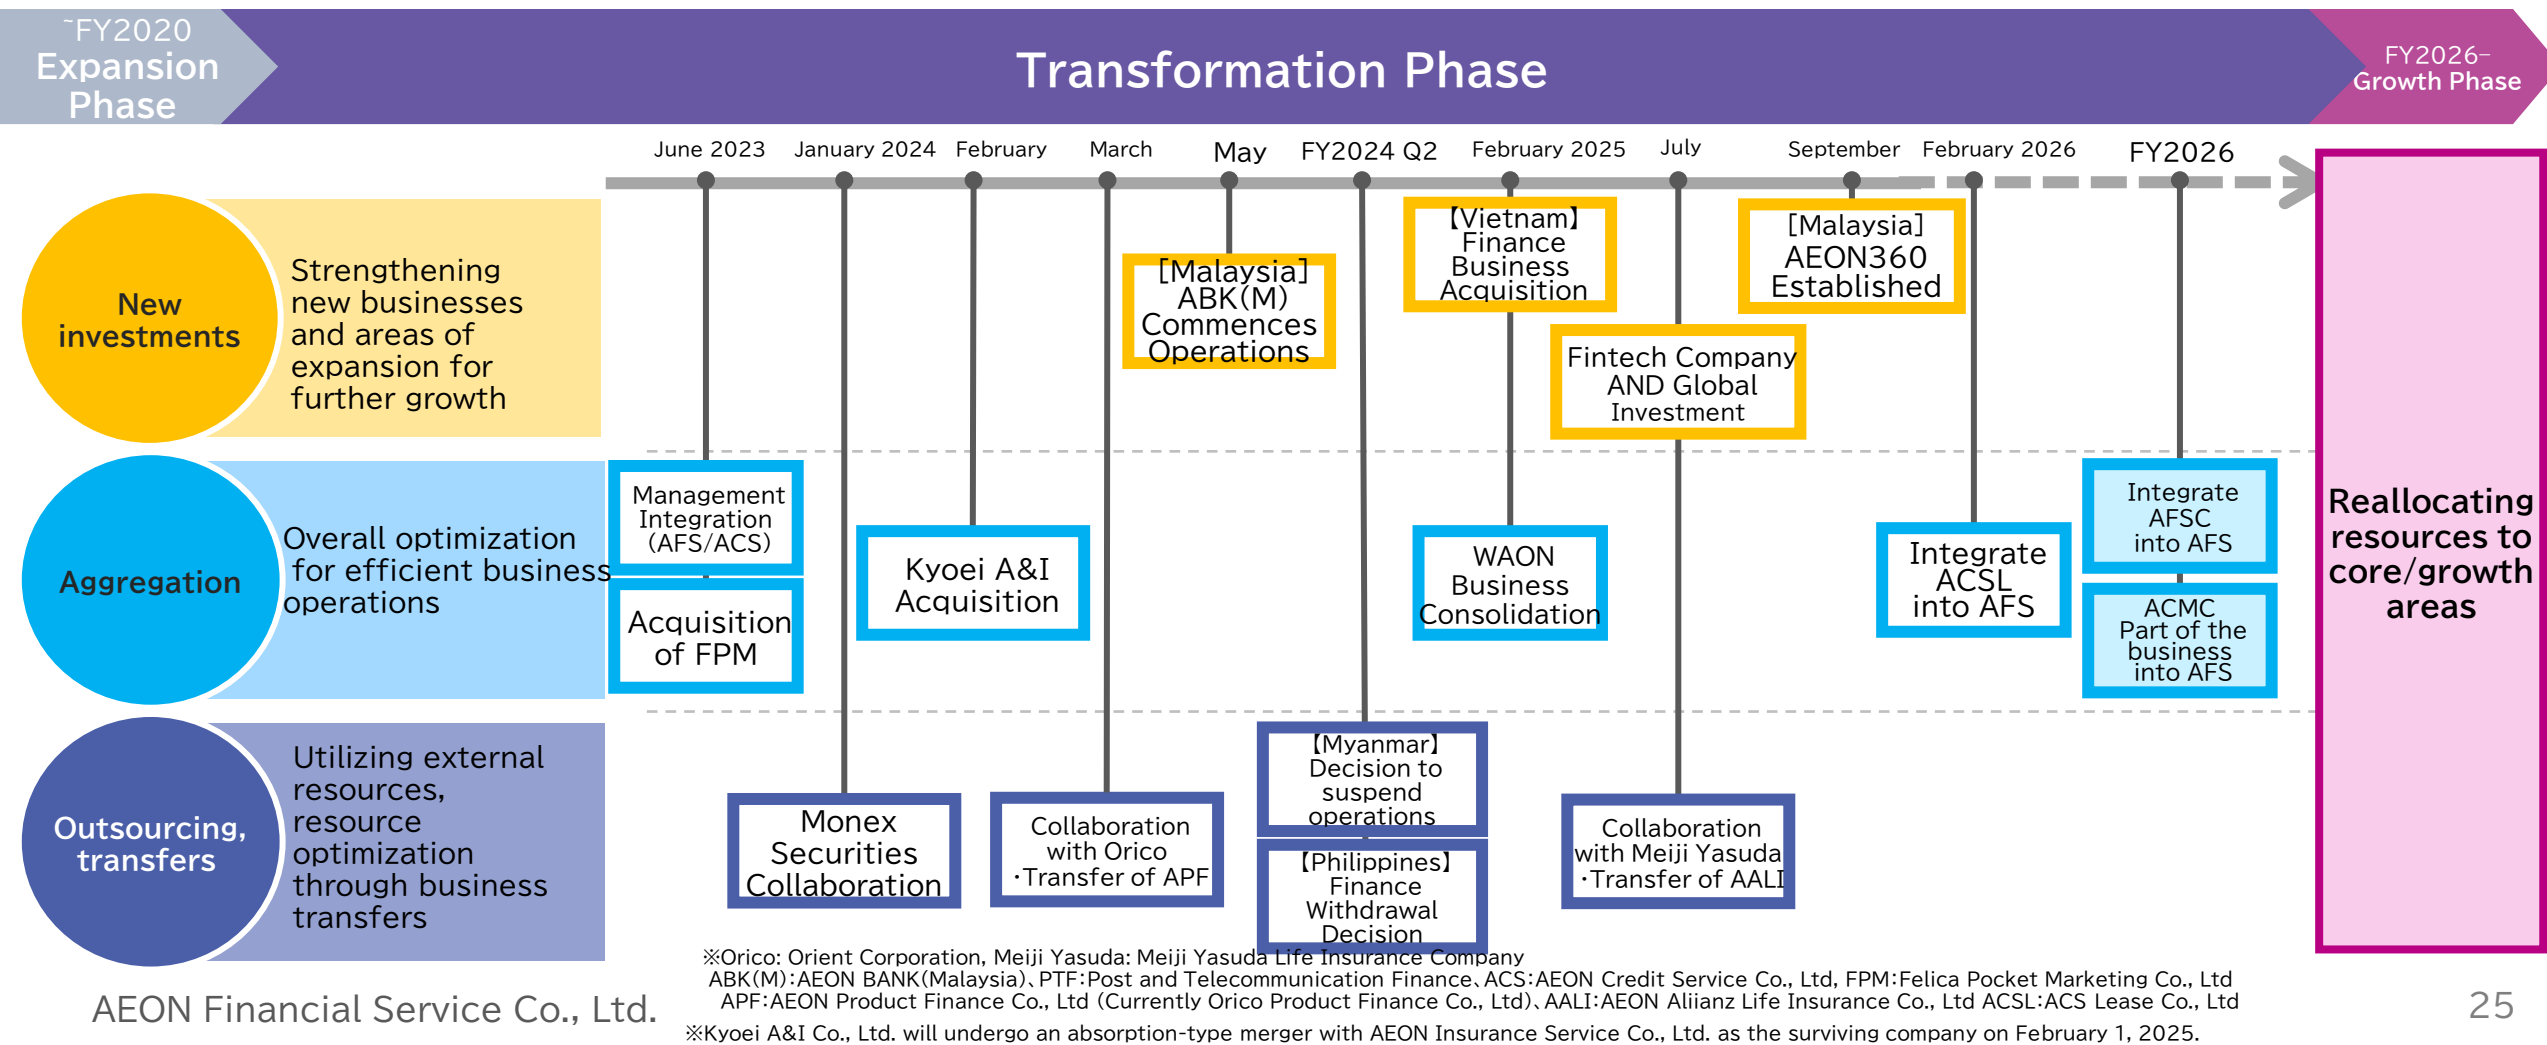 ~FY2020
Expansion
Phase
Transformation Phase
FY2026–
Growth Phase
June 2023
January 2024
February
March
May
FY2024 Q2
February 2025
July
September
February 2026
FY2026
New
investments
Strengthening
new businesses
and areas of
expansion for
further growth
[Malaysia]
ABK(M)
Commences
Operations
【Vietnam】
Finance
Business
Acquisition
Fintech Company
AND Global
Investment
[Malaysia]
AEON360
Established
Aggregation
Overall optimization
for efficient business
operations
Management
Integration
(AFS/ACS)
Acquisition
of FPM
Kyoei A&I
Acquisition
WAON
Business
Consolidation
Integrate
ACSL
into AFS
Integrate
AFSC
into AFS
ACMC
Part of the
business
into AFS
Outsourcing,
transfers
Utilizing external
resources,
resource
optimization
through business
transfers
Monex
Securities
Collaboration
Collaboration
with Orico
・Transfer of APF
【Myanmar】
Decision to
suspend
operations
【Philippines】
Finance
Withdrawal
Decision
Collaboration
with Meiji Yasuda
・Transfer of AALI
Reallocating
resources to
core/growth
areas
※Orico: Orient Corporation, Meiji Yasuda: Meiji Yasuda Life Insurance Company
ABK(M):AEON BANK(Malaysia)、PTF:Post and Telecommunication Finance、ACS:AEON Credit Service Co., Ltd, FPM:Felica Pocket Marketing Co., Ltd
APF:AEON Product Finance Co., Ltd (Currently Orico Product Finance Co., Ltd)、AALI:AEON Aliianz Life Insurance Co., Ltd ACSL:ACS Lease Co., Ltd
※Kyoei A&I Co., Ltd. will undergo an absorption-type merger with AEON Insurance Service Co., Ltd. as the surviving company on February 1, 2025.
AEON Financial Service Co., Ltd.
25